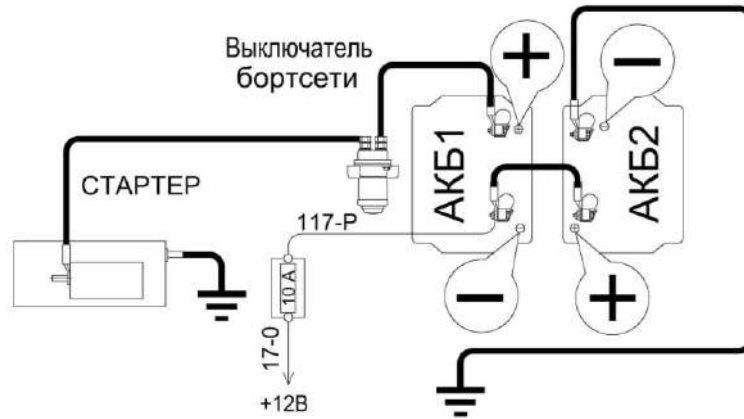 Выключатель
бортсети
СТАРТЕР
АКБ1
АКБ2
+
−
−
+
117-Р
10 А
17-0
+12В